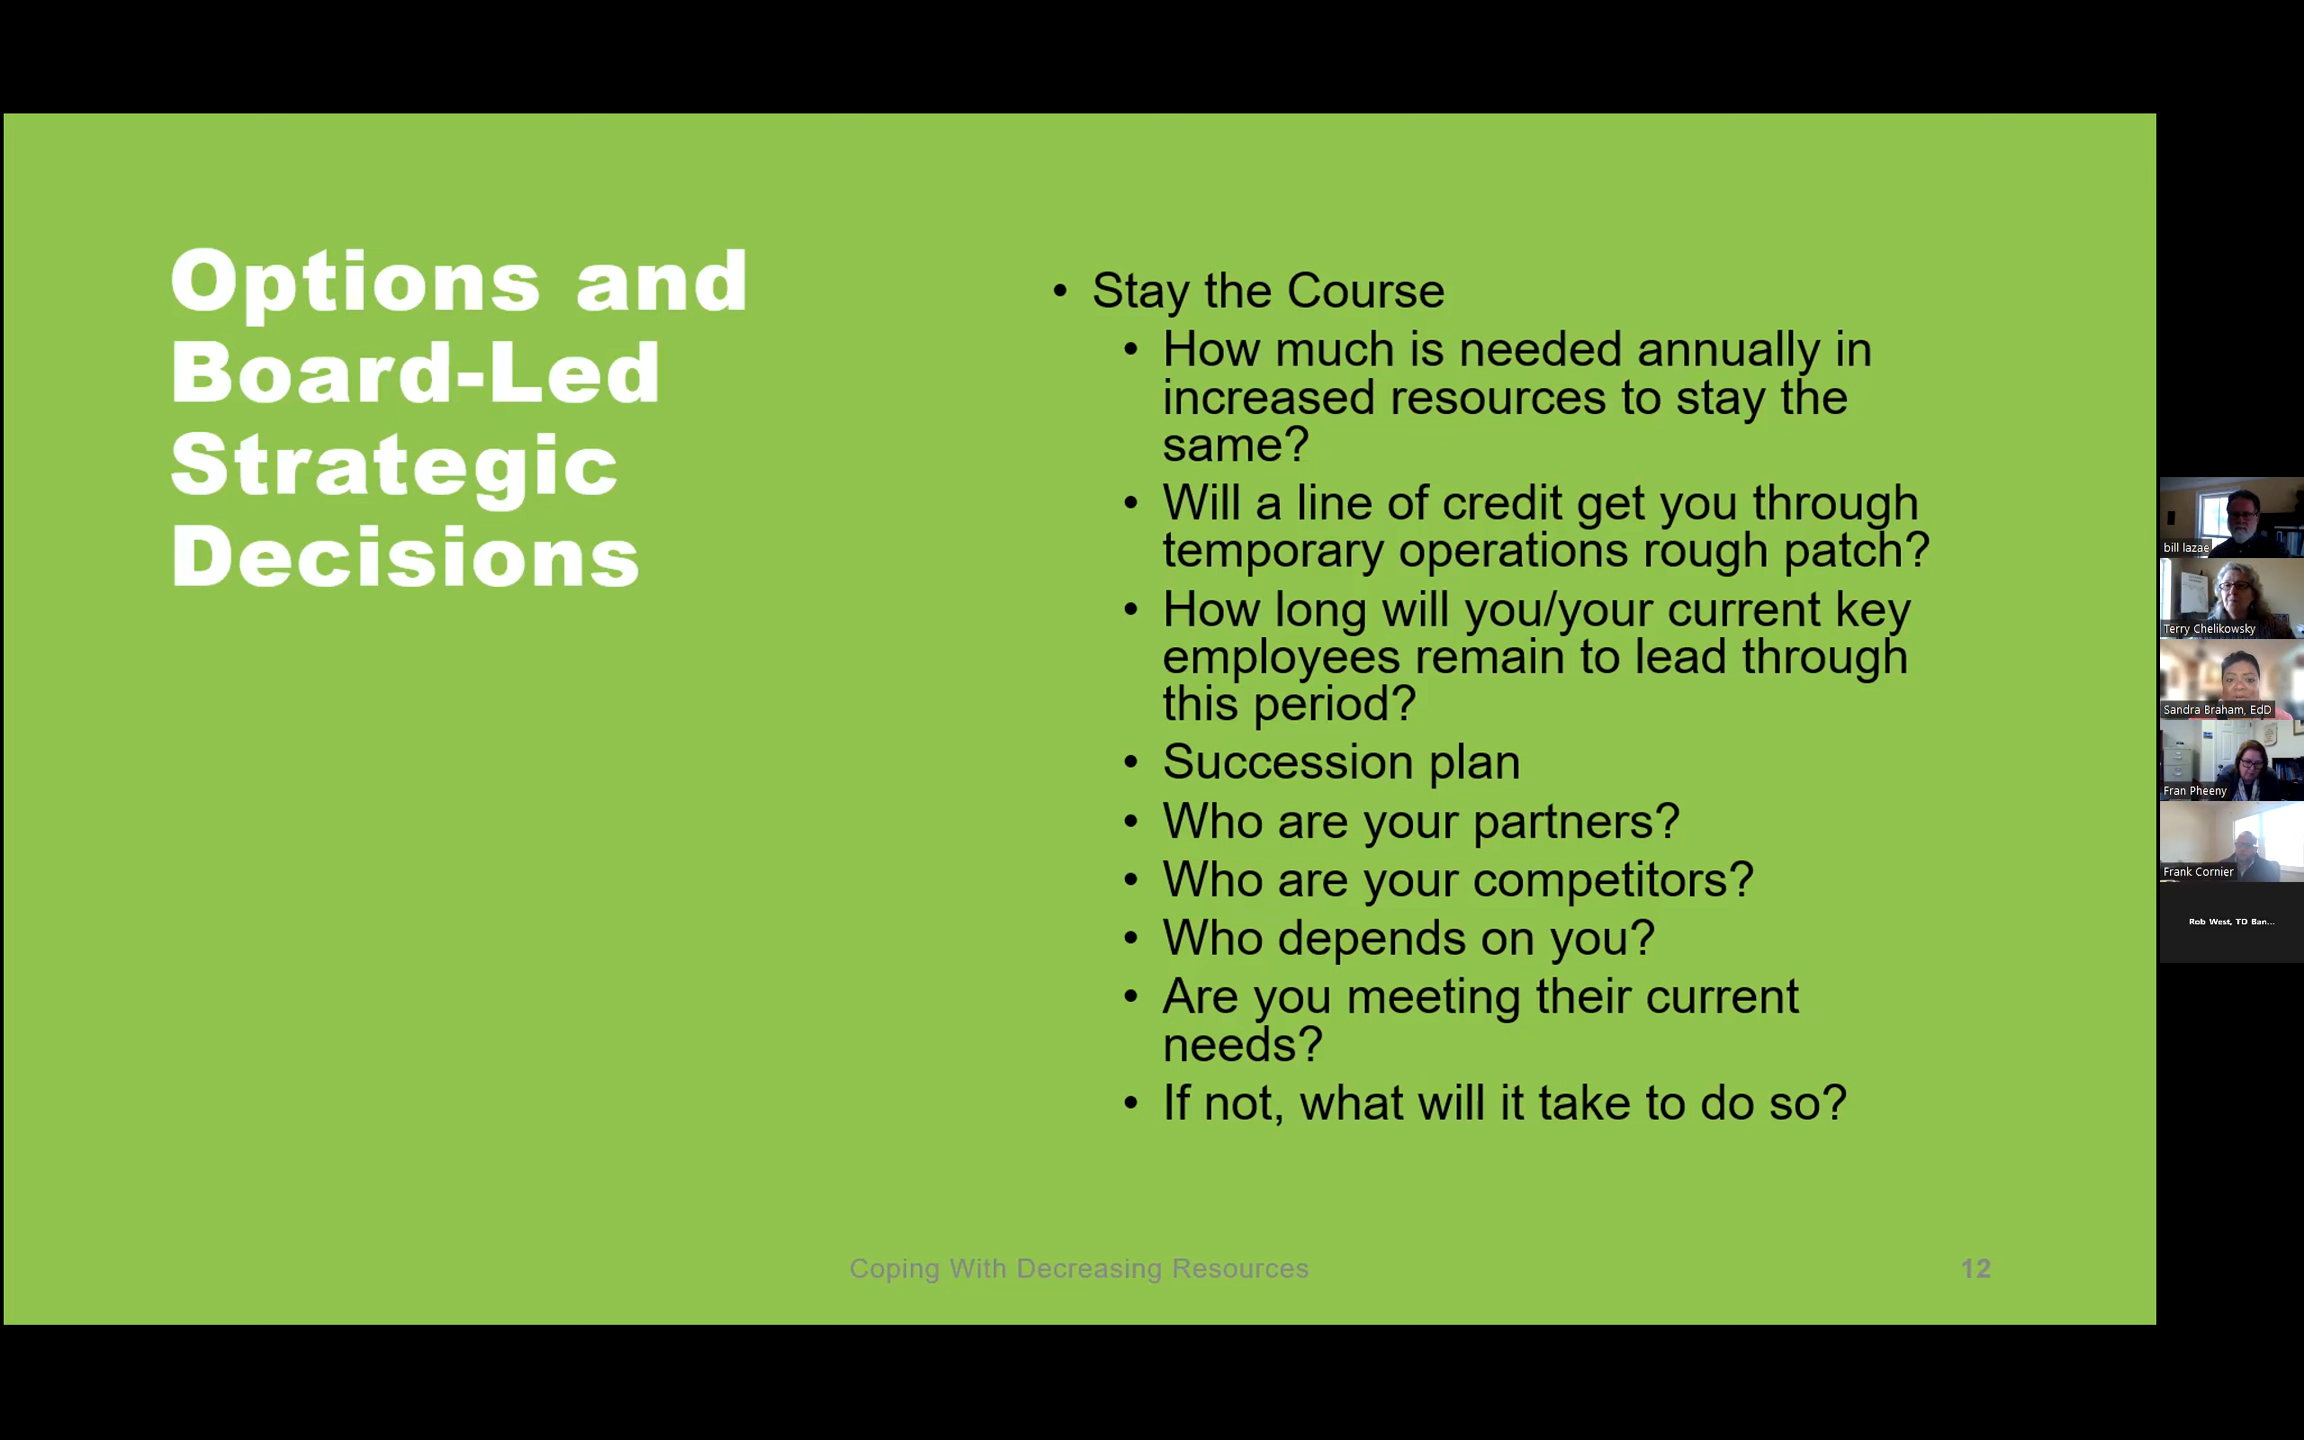 Options and
Board-Led
Strategic
Decisions
• Stay the Course
• How much is needed annually in
increased resources to stay the
same?
• Will a line of credit get you through
temporary operations rough patch?
• How long will you/your current key
employees remain to lead through
this period?
• Succession plan
• Who are your partners?
• Who are your competitors?
• Who depends on you?
• Are you meeting their current
needs?
• If not, what will it take to do so?
Coping With Decreasing Resources
12
bill lazae
Terry Chelikowsky
Sandra Braham, EdD
Fran Pheeny
Frank Cornier
Rob West, TD Ban...